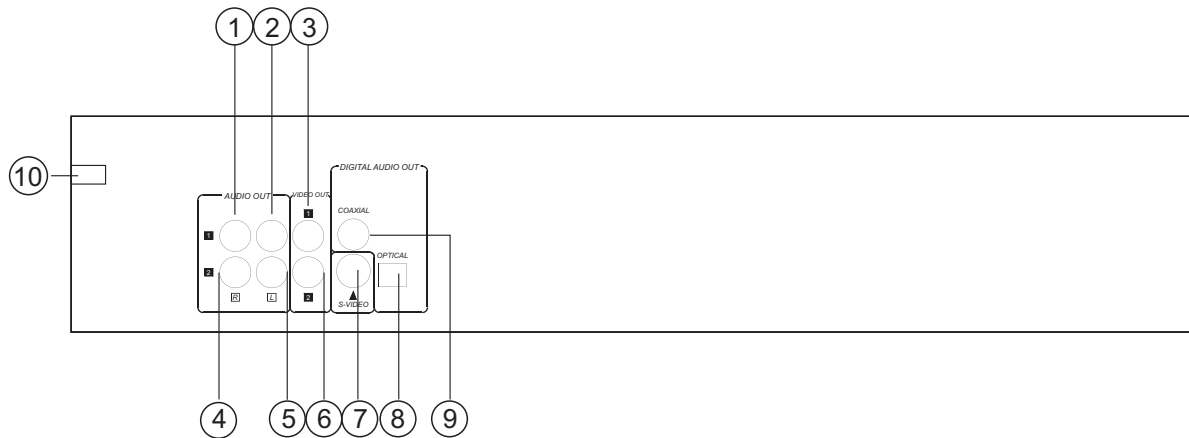 1 2 3
10
DIGITAL AUDIO OUT
AUDIO OUT VIDEO OUT
1 COAXIAL
1
2 OPTICAL
R L 2 S-VIDEO
4 5 6 7 8 9